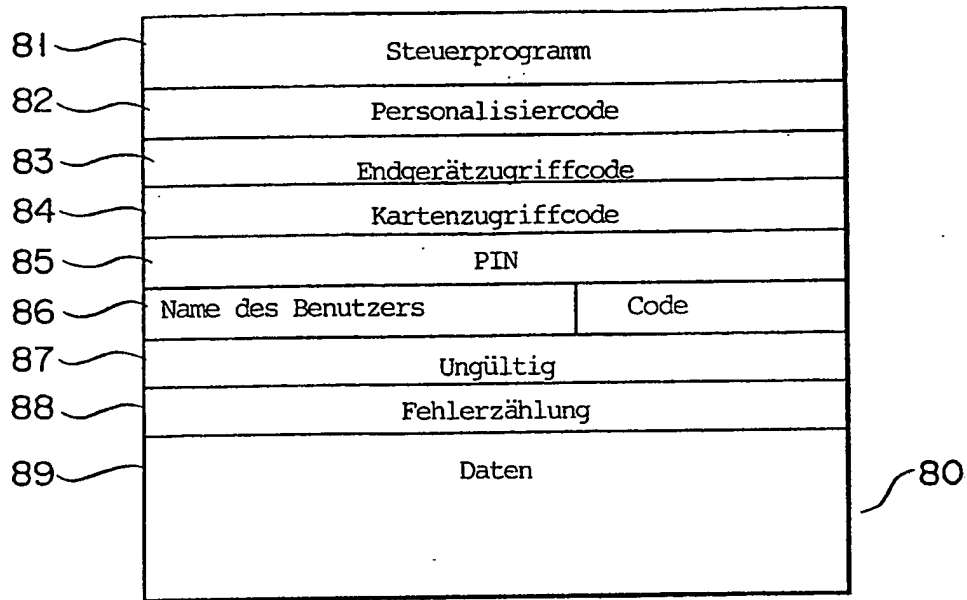 81 Steuerprogramm
82 Personalisiercode
83 Endgerätzugriffcode
84 Kartenzugriffcode
85 PIN
86 Name des Benutzers Code
87 Ungültig
88 Fehlerzählung
89 Daten
80